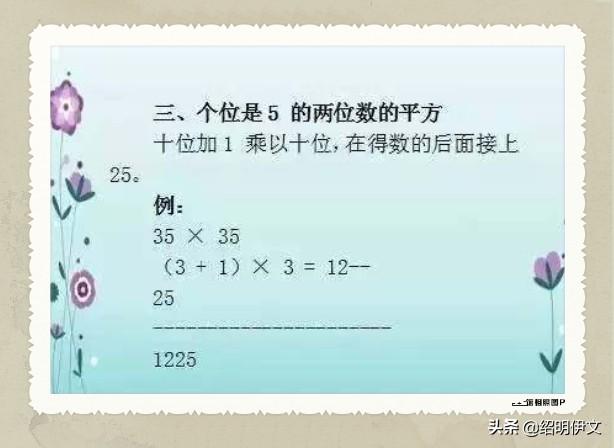 三、个位是5 的两位数的平方
十位加1 乘以十位,在得数的后面接上
25。
例:
35 × 35
(3 + 1)× 3 = 12--
25
----------------------
1225
头条 @绍明伊文